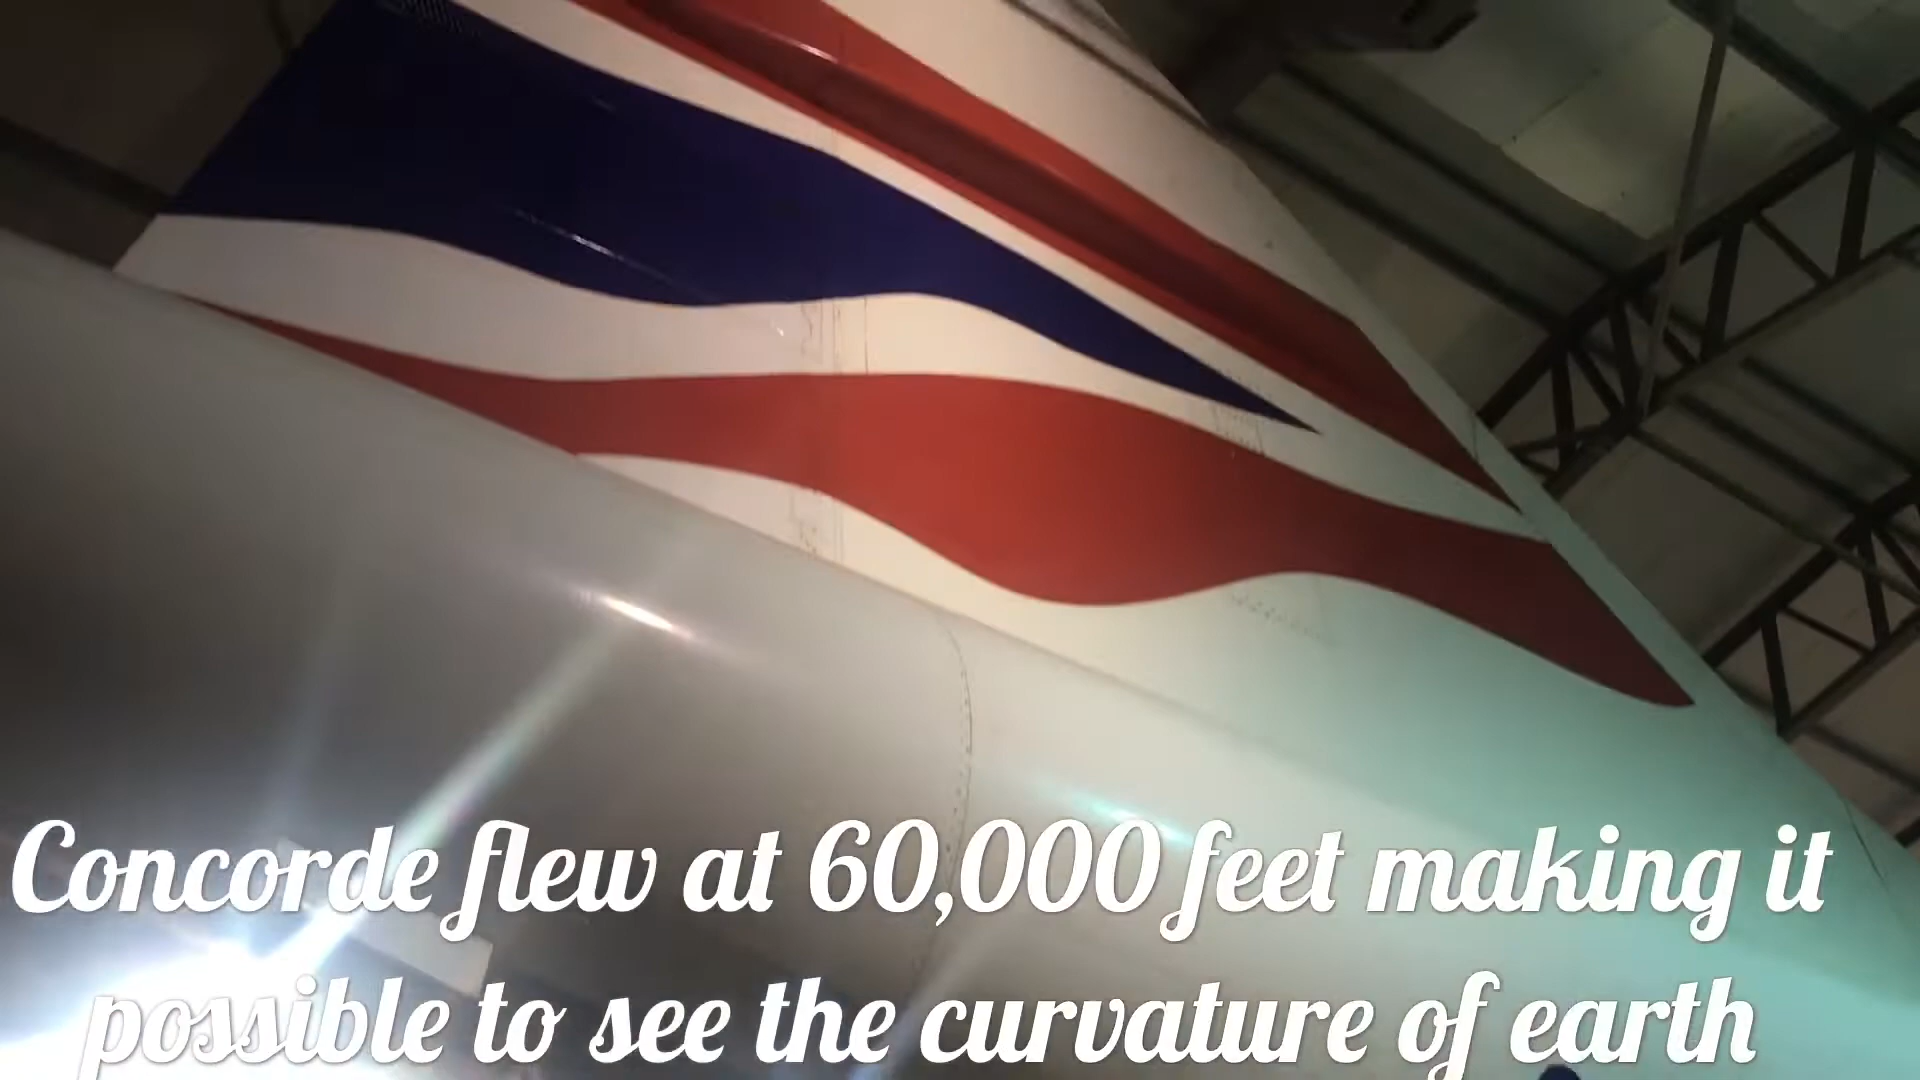 Concorde flew at 60,000 feet making it
possible to see the curvature of earth